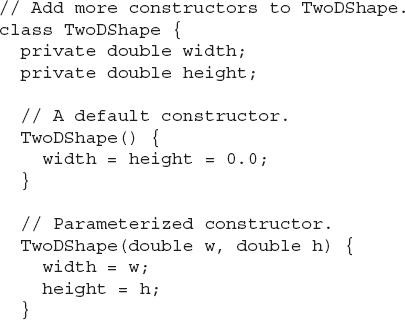 // Add more constructors to TwoDShape.
class TwoDShape {
  private double width;
  private double height;

  // A default constructor.
  TwoDShape() {
    width = height = 0.0;
  }

  // Parameterized constructor.
  TwoDShape(double w, double h) {
    width = w;
    height = h;
  }